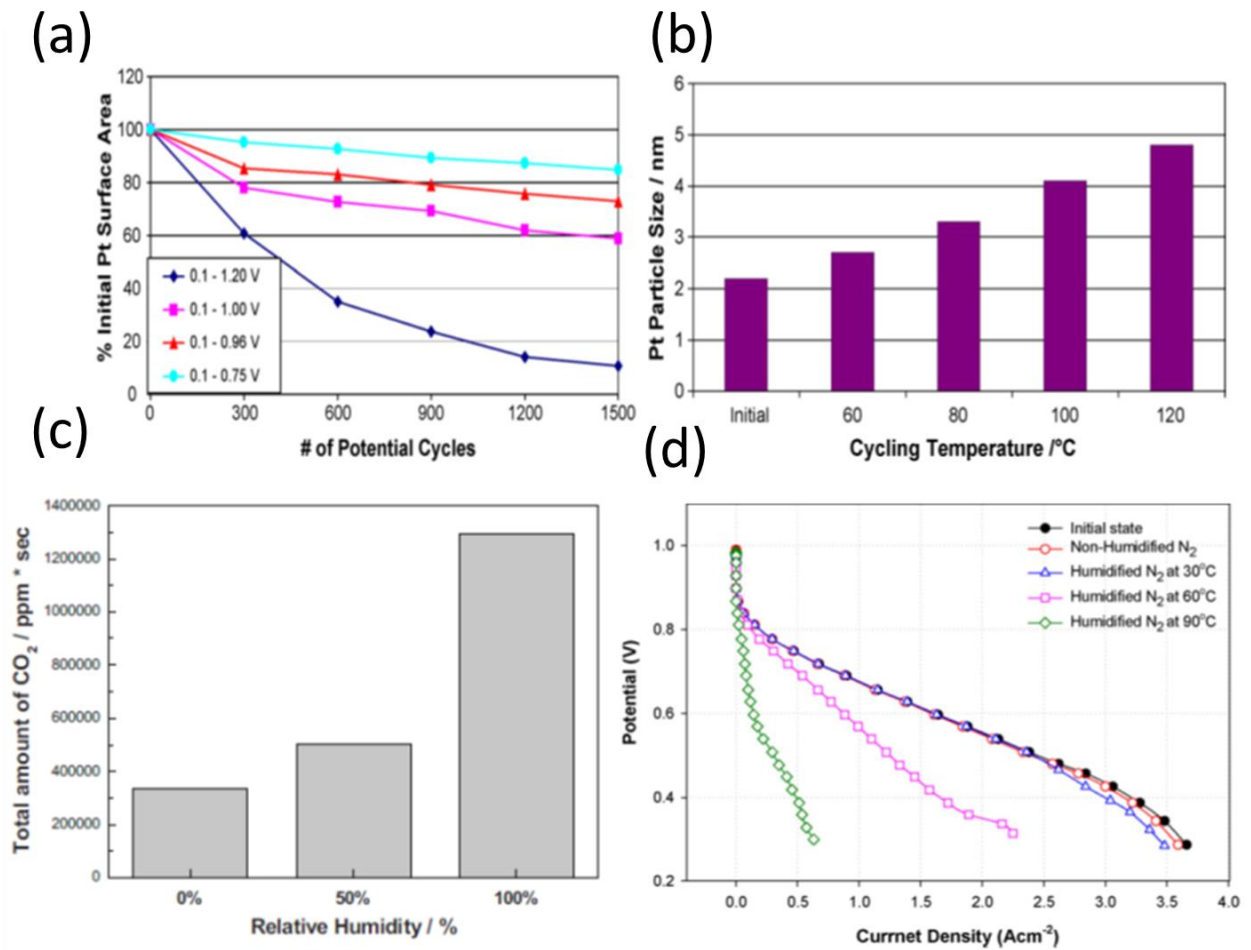 (a)
% Initial Pt Surface Area
120
100
80
60
40
20
0
0.1 - 1.20 V
0.1 - 1.00 V
0.1 - 0.96 V
0.1 - 0.75 V
0 300 600 900 1200 1500
# of Potential Cycles
(b)
Pt Particle Size / nm
6
5
4
3
2
1
0
Initial 60 80 100 120
Cycling Temperature /°C
(c)
Total amount of CO2 / ppm * sec
1400000
1200000
1000000
800000
600000
400000
200000
0
0% 50% 100%
Relative Humidity / %
(d)
Potential (V)
1.0
0.8
0.6
0.4
0.2
Initial state
Non-Humidified N2
Humidified N2 at 30°C
Humidified N2 at 60°C
Humidified N2 at 90°C
0.0 0.5 1.0 1.5 2.0 2.5 3.0 3.5 4.0
Currnet Density (Acm-2)